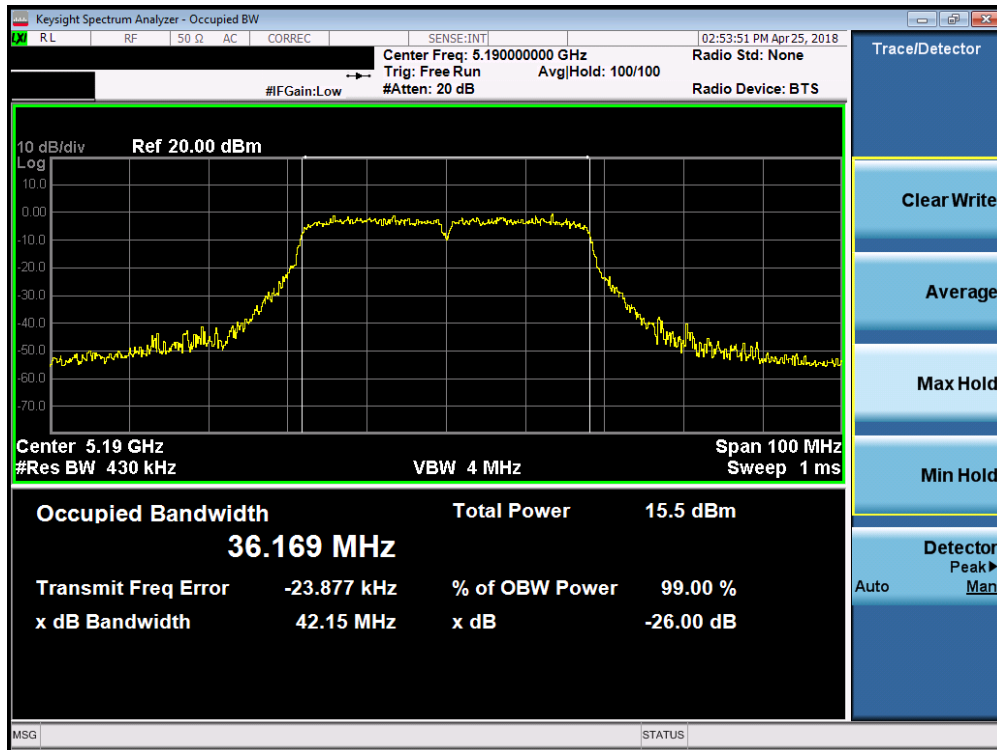 Keysight Spectrum Analyzer - Occupied BW
LXI RL RF 50 Ω AC CORREC SENSE:INT 02:53:51 PM Apr 25, 2018
Center Freq: 5.190000000 GHz Radio Std: None
Trig: Free Run Avg|Hold: 100/100
#IFGain:Low #Atten: 20 dB Radio Device: BTS
Trace/Detector
10 dB/div Ref 20.00 dBm
Log
10.0
0.00
-10.0
-20.0
-30.0
-40.0
-50.0
-60.0
-70.0
Center 5.19 GHz Span 100 MHz
#Res BW 430 kHz VBW 4 MHz Sweep 1 ms
Occupied Bandwidth Total Power 15.5 dBm
36.169 MHz
Transmit Freq Error -23.877 kHz % of OBW Power 99.00 %
x dB Bandwidth 42.15 MHz x dB -26.00 dB
Clear Write
Average
Max Hold
Min Hold
Detector
Peak▶
Auto Man
MSG STATUS